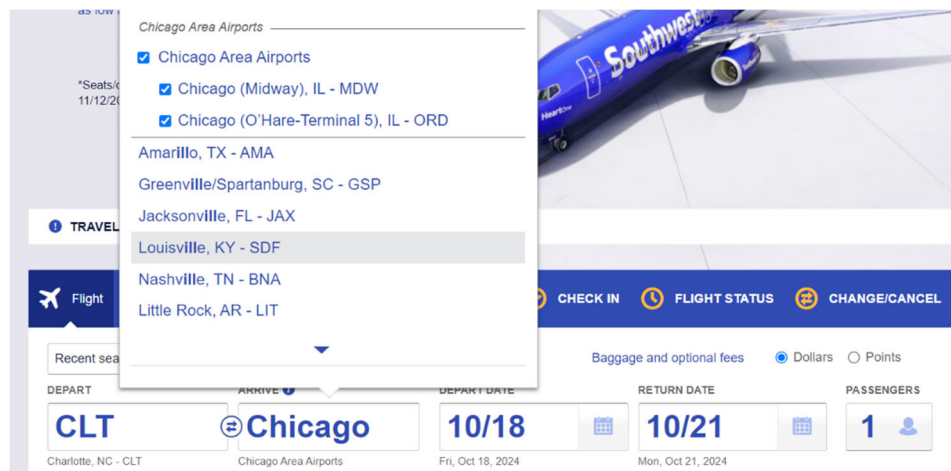 as low
Chicago Area Airports
Chicago Area Airports
*Seats/
11/12/20
Chicago (Midway), IL - MDW
Chicago (O'Hare-Terminal 5), IL - ORD
Amarillo, TX - AMA
Greenville/Spartanburg, SC - GSP
Jacksonville, FL - JAX
Louisville, KY - SDF
Nashville, TN - BNA
Little Rock, AR - LIT
Southwest
HeartOne
TRAVEL
Flight
CHECK IN
FLIGHT STATUS
CHANGE/CANCEL
Recent sea
Baggage and optional fees
Dollars
Points
DEPART
ARRIVE
DEPART DATE
RETURN DATE
PASSENGERS
CLT
Chicago
10/18
10/21
1
Charlotte, NC - CLT
Chicago Area Airports
Fri, Oct 18, 2024
Mon, Oct 21, 2024